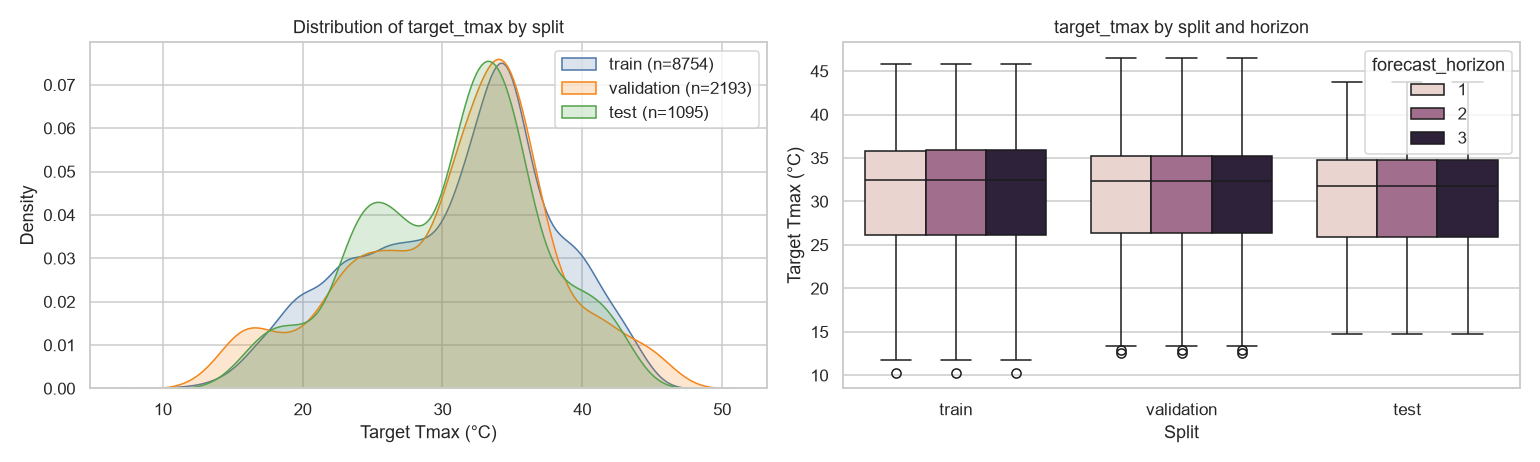 Distribution of target_tmax by split
train (n=8754)
validation (n=2193)
test (n=1095)
Density
0.07
0.06
0.05
0.04
0.03
0.02
0.01
0.00
10 20 30 40 50
Target Tmax (°C)
target_tmax by split and horizon
forecast_horizon
1
2
3
Target Tmax (°C)
45
40
35
30
25
20
15
10
train validation test
Split